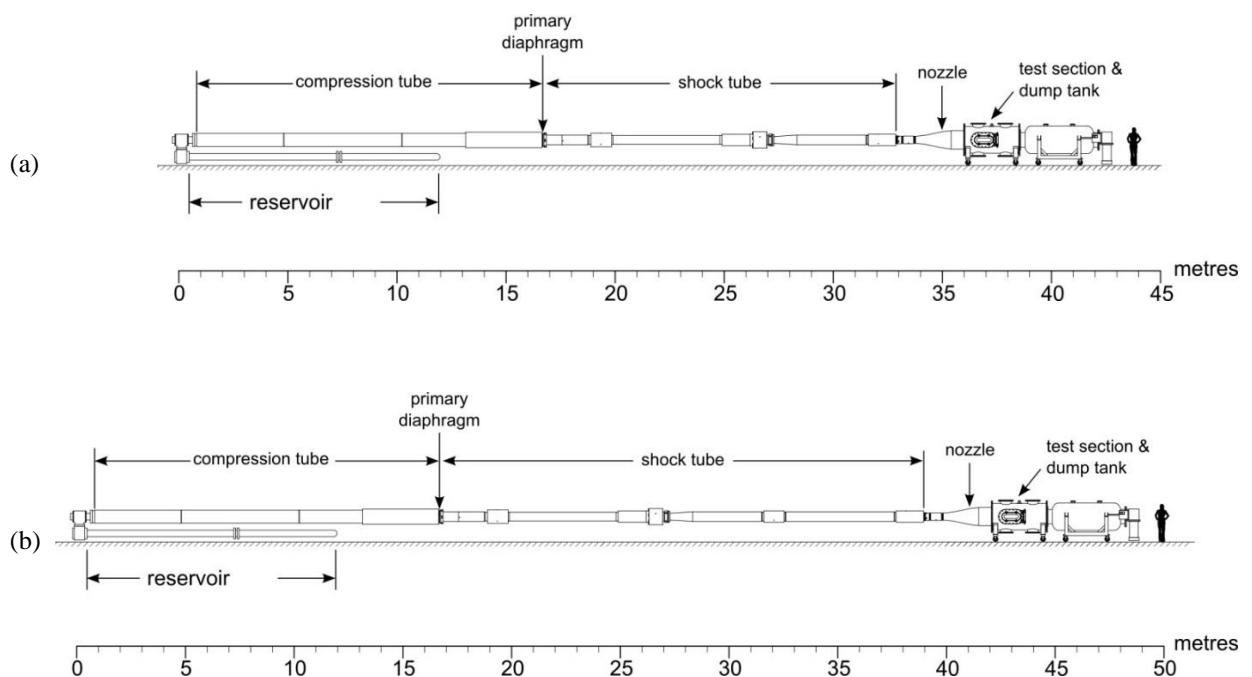 primary
diaphragm
compression tube
shock tube
nozzle
test section &
dump tank
(a)
reservoir
metres
0 5 10 15 20 25 30 35 40 45
primary
diaphragm
compression tube
shock tube
nozzle
test section &
dump tank
(b)
reservoir
metres
0 5 10 15 20 25 30 35 40 45 50